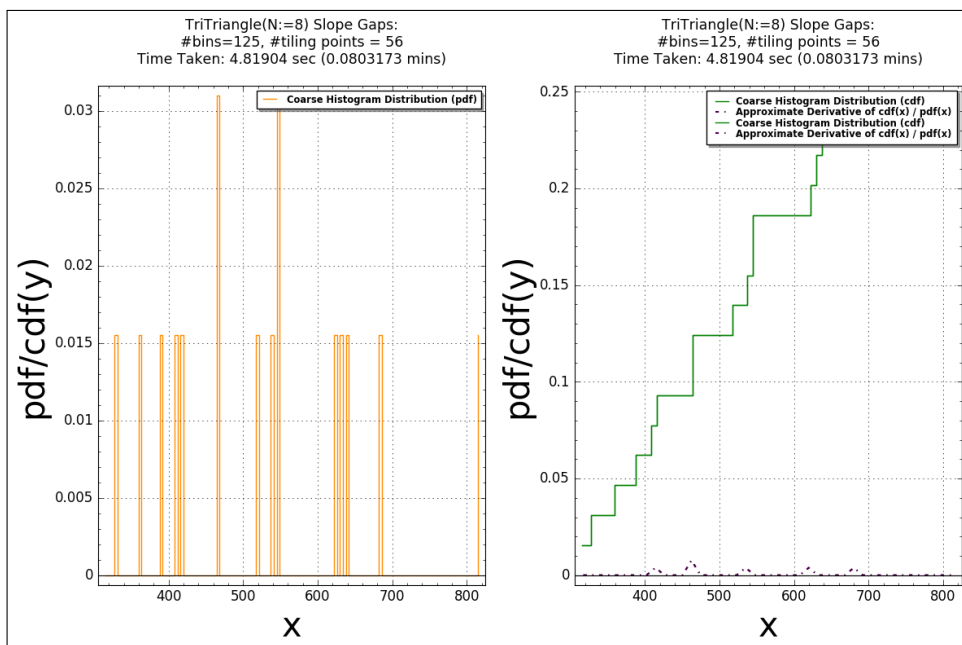 TriTriangle(N:=8) Slope Gaps:
#bins=125, #tiling points = 56
Time Taken: 4.81904 sec (0.0803173 mins)
Coarse Histogram Distribution (pdf)
0.03
0.025
0.02
0.015
0.01
0.005
0
pdf/cdf(y)
400
500
600
700
800
x
TriTriangle(N:=8) Slope Gaps:
#bins=125, #tiling points = 56
Time Taken: 4.81904 sec (0.0803173 mins)
Coarse Histogram Distribution (cdf)
Approximate Derivative of cdf(x) / pdf(x)
Coarse Histogram Distribution (cdf)
Approximate Derivative of cdf(x) / pdf(x)
0.25
0.2
0.15
0.1
0.05
0
pdf/cdf(y)
400
500
600
700
800
x